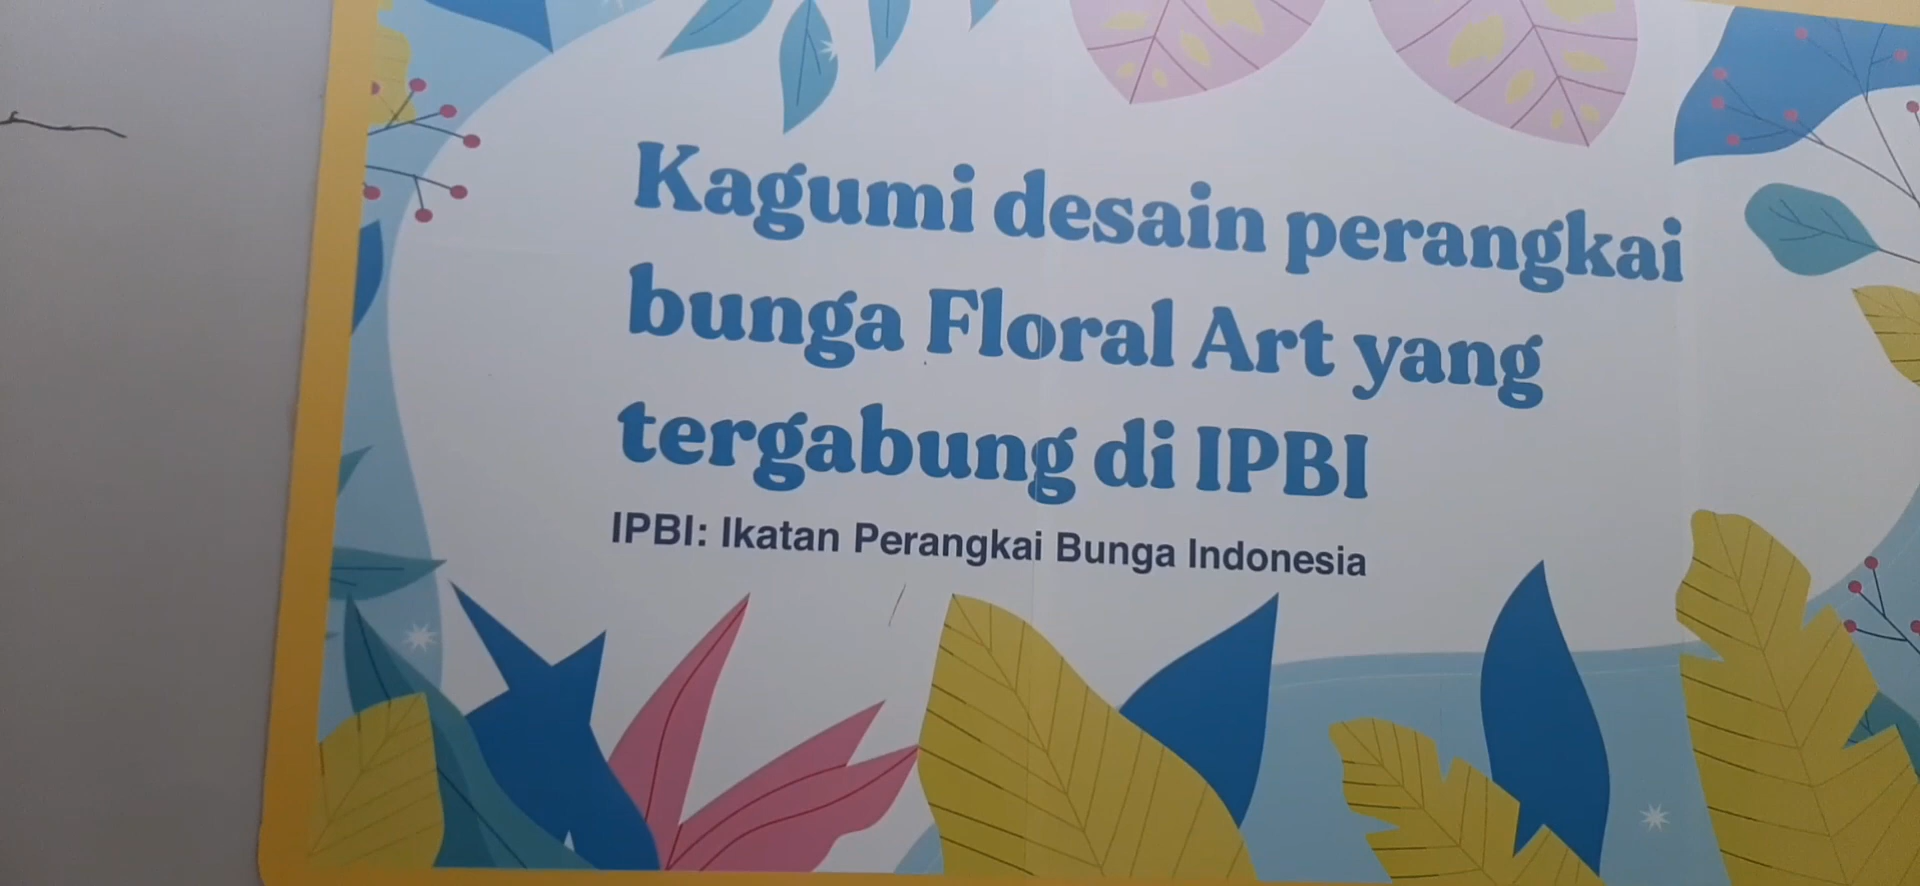 Kagumi desain perangkai
bunga Floral Art yang
tergabung di IPBI
IPBI: Ikatan Perangkai Bunga Indonesia